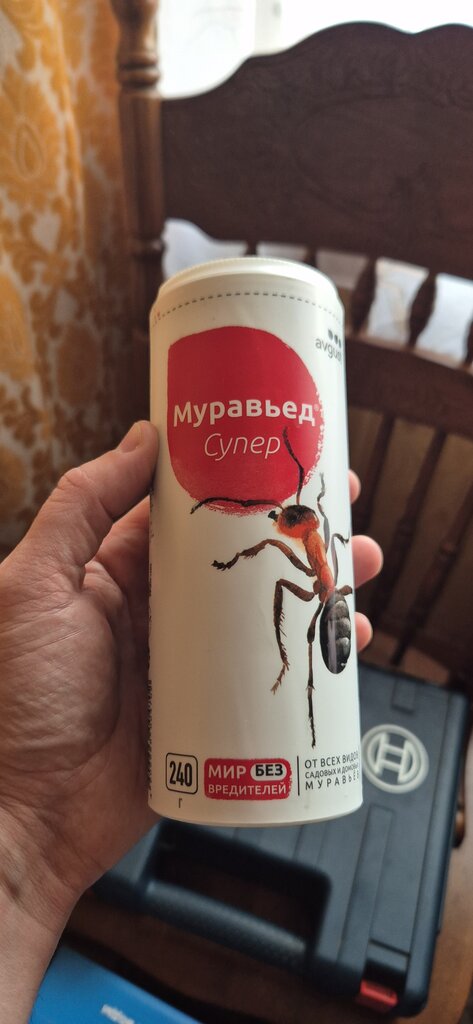 avgust
Муравьед®
Супер
240
г
МИР БЕЗ
ВРЕДИТЕЛЕЙ
ОТ ВСЕХ ВИДОВ
САДОВЫХ И ДОМОВЫХ
МУРАВЬЕВ